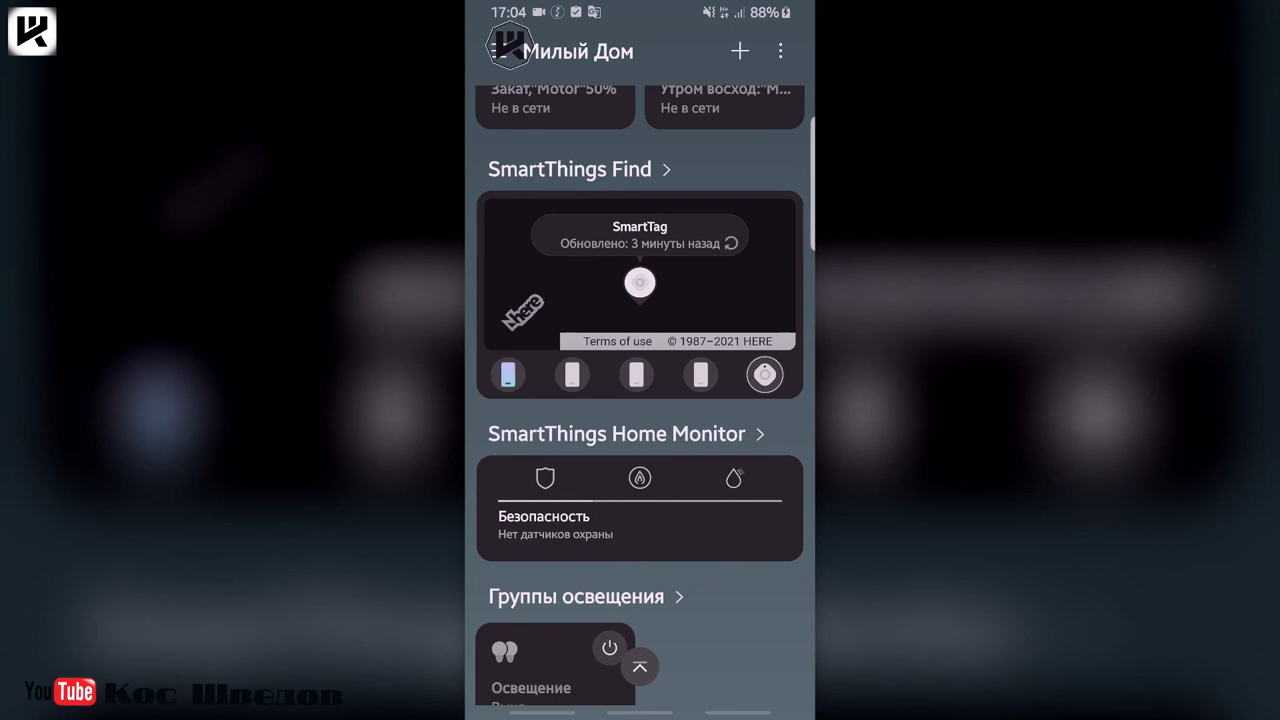 17:04
88%
Милый Дом
Закат,"Motor"50%
Не в сети
Утром восход:"М...
Не в сети
SmartThings Find
SmartTag
Обновлено: 3 минуты назад
here
Terms of use © 1987–2021 HERE
SmartThings Home Monitor
Безопасность
Нет датчиков охраны
Группы освещения
Освещение
YouTube Кос Шведов